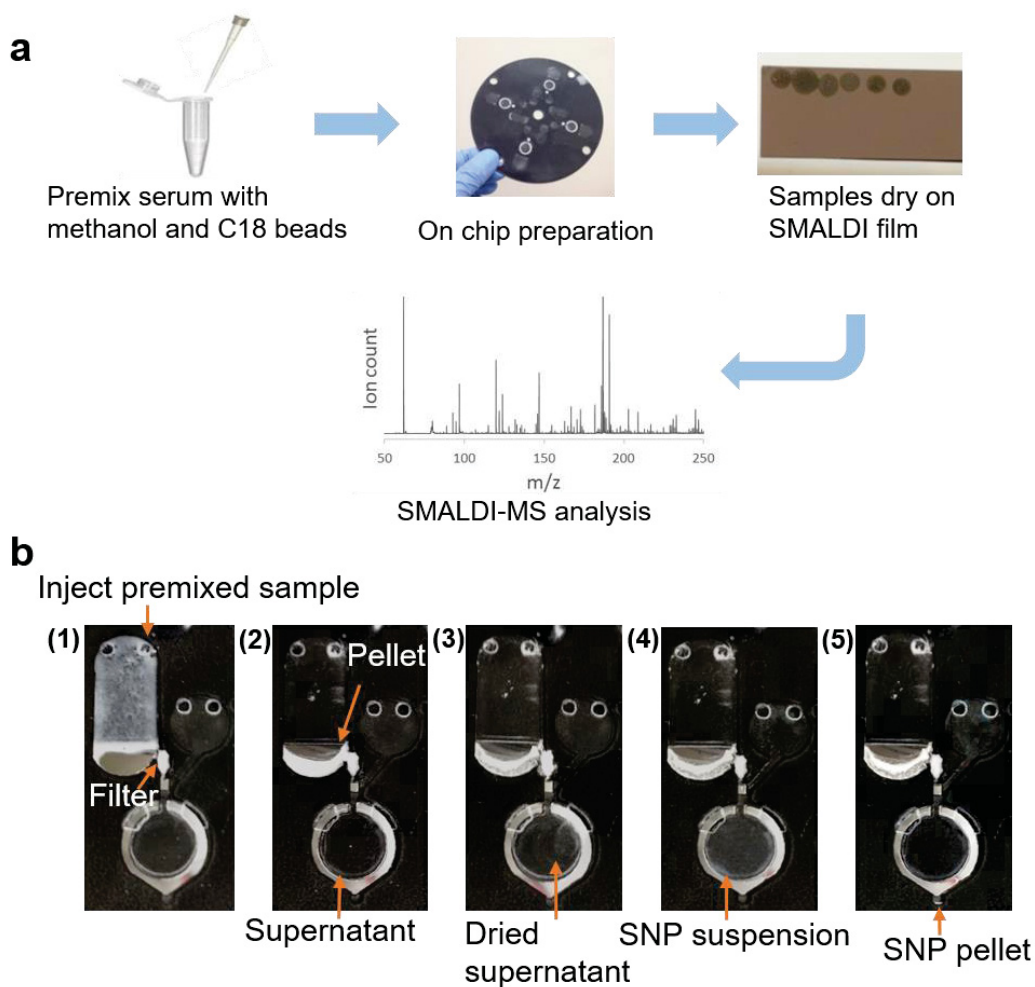 a
Premix serum with
methanol and C18 beads
On chip preparation
Samples dry on
SMALDI film
Ion count
50 100 150 200 250
m/z
SMALDI-MS analysis
b
Inject premixed sample
(1) (2) (3) (4) (5)
Pellet
Filter
Supernatant
Dried
supernatant
SNP suspension
SNP pellet